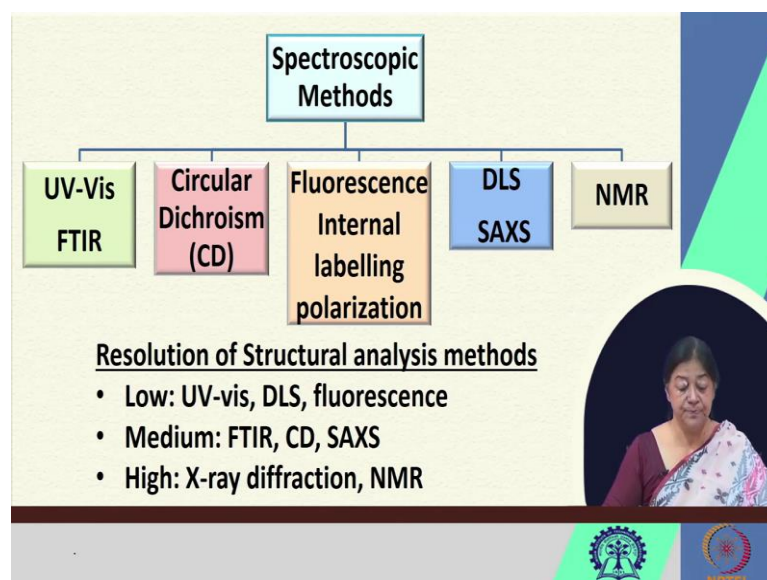 Spectroscopic
Methods
UV-Vis
FTIR
Circular
Dichroism
(CD)
Fluorescence
Internal
labelling
polarization
DLS
SAXS
NMR
Resolution of Structural analysis methods
• Low: UV-vis, DLS, fluorescence
• Medium: FTIR, CD, SAXS
• High: X-ray diffraction, NMR